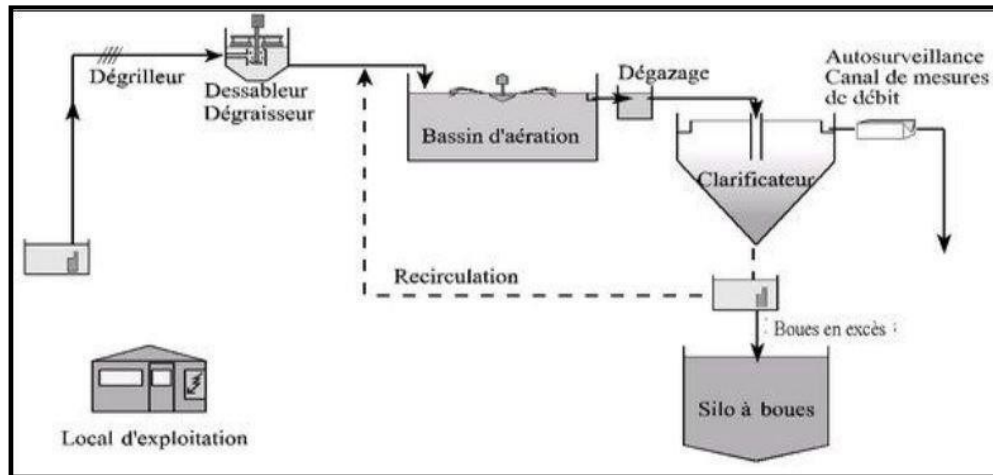 Dégrilleur
Dessableur
Dégraisseur
Bassin d'aération
Dégazage
Autosurveillance
Canal de mesures
de débit
Clarificateur
Recirculation
Boues en excès
Silo à boues
Local d'exploitation